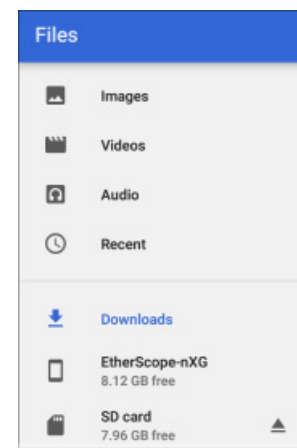 Files
Images
Videos
Audio
Recent
Downloads
EtherScope-nXG
8.12 GB free
SD card
7.96 GB free